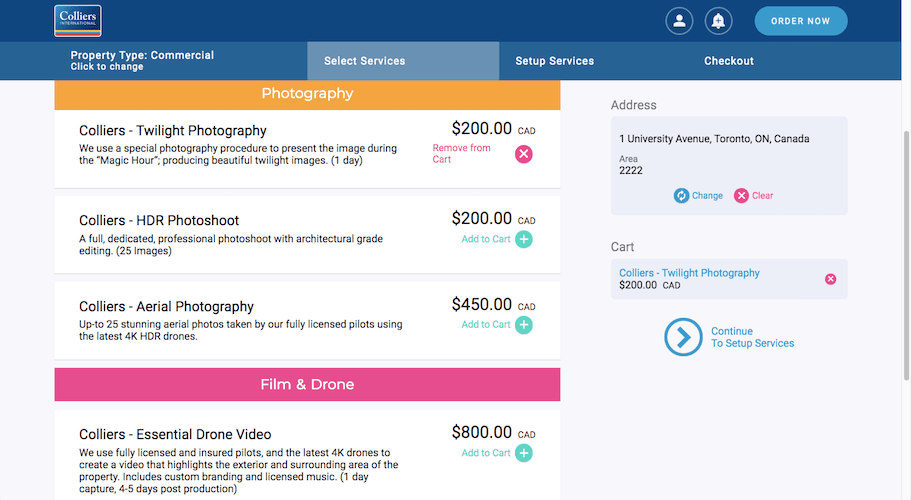 Colliers
INTERNATIONAL
ORDER NOW
Property Type: Commercial
Click to change
Select Services
Setup Services
Checkout
Photography
Colliers - Twilight Photography
$200.00 CAD
We use a special photography procedure to present the image during
the “Magic Hour”; producing beautiful twilight images. (1 day)
Remove from
Cart
Colliers - HDR Photoshoot
$200.00 CAD
A full, dedicated, professional photoshoot with architectural grade
editing. (25 Images)
Add to Cart
Colliers - Aerial Photography
$450.00 CAD
Up-to 25 stunning aerial photos taken by our fully licensed pilots using
the latest 4K HDR drones.
Add to Cart
Film & Drone
Colliers - Essential Drone Video
$800.00 CAD
We use fully licensed and insured pilots, and the latest 4K drones to
create a video that highlights the exterior and surrounding area of the
property. Includes custom branding and licensed music. (1 day
capture, 4-5 days post production)
Add to Cart
Address
1 University Avenue, Toronto, ON, Canada
Area
2222
Change
Clear
Cart
Colliers - Twilight Photography
$200.00 CAD
Continue
To Setup Services